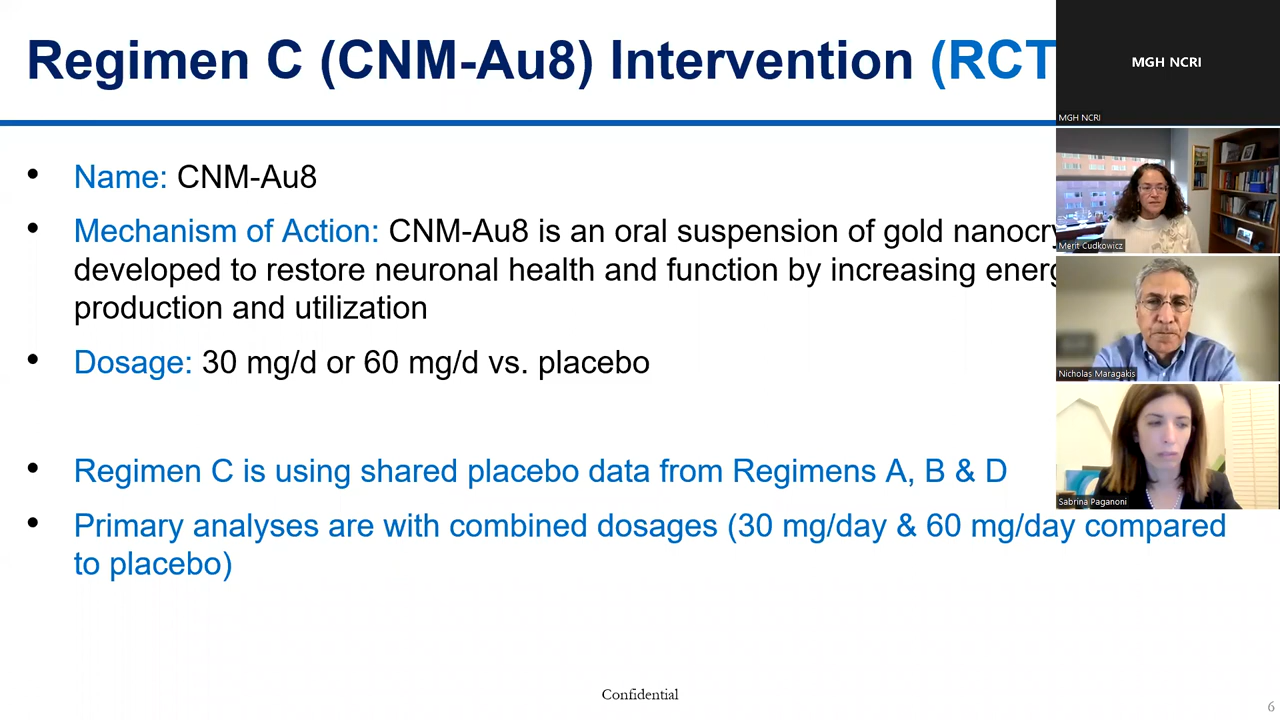 Regimen C (CNM-Au8) Intervention (RCT
MGH NCRI
MGH NCRI
• Name: CNM-Au8
• Mechanism of Action: CNM-Au8 is an oral suspension of gold
developed to restore neuronal health and function by increasing
production and utilization
• Dosage: 30 mg/d or 60 mg/d vs. placebo
• Regimen C is using shared placebo data from Regimens A, B & D
• Primary analyses are with combined dosages (30 mg/day & 60 mg/day compared
to placebo)
Merit Cudkowicz
Nicholas Maragakis
Sabrina Paganoni
Confidential
6